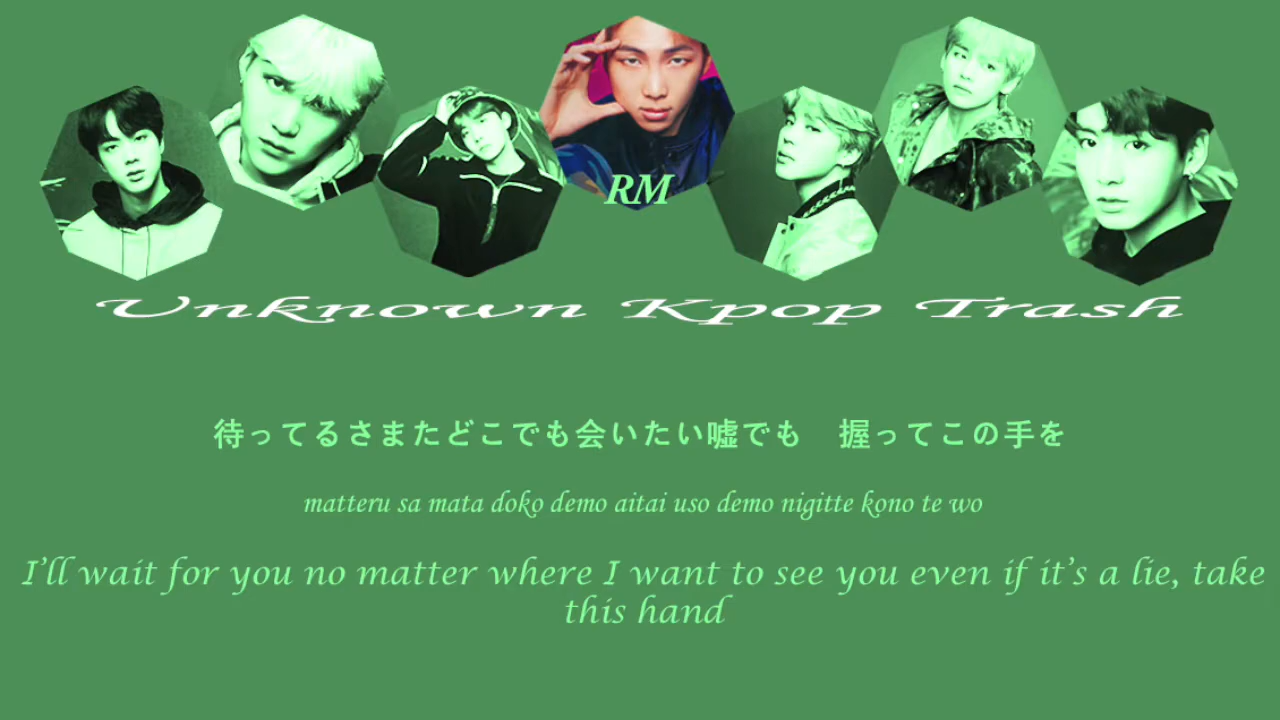 RM
Unknown Kpop Trash
待ってるさまたどこでも会いたい嘘でも　握ってこの手を
matteru sa mata doko demo aitai uso demo nigitte kono te wo
I'll wait for you no matter where I want to see you even if it's a lie, take
this hand